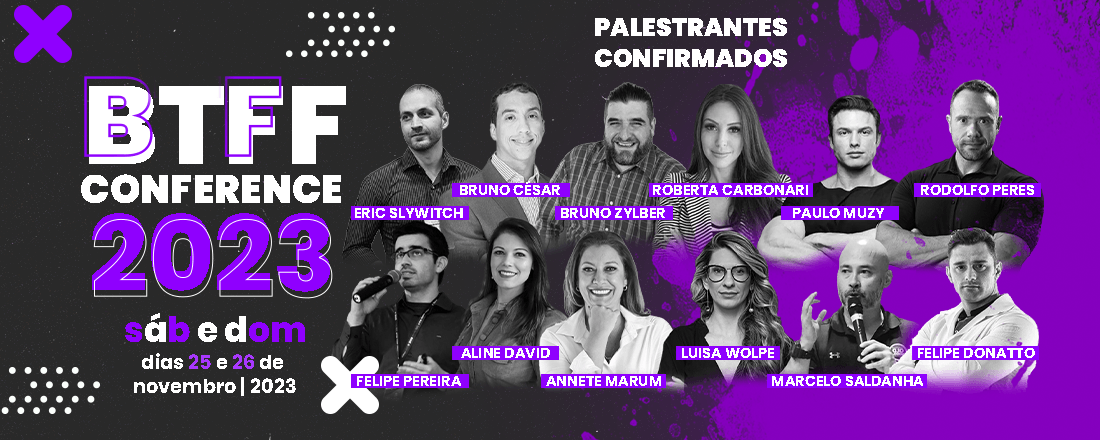 PALESTRANTES
CONFIRMADOS
BTFF
CONFERENCE
2023
sáb e dom
dias 25 e 26 de
novembro | 2023
ERIC SLYWITCH
BRUNO CÉSAR
BRUNO ZYLBER
ROBERTA CARBONARI
PAULO MUZY
RODOLFO PERES
FELIPE PEREIRA
ALINE DAVID
ANNETE MARUM
LUISA WOLPE
MARCELO SALDANHA
FELIPE DONATTO